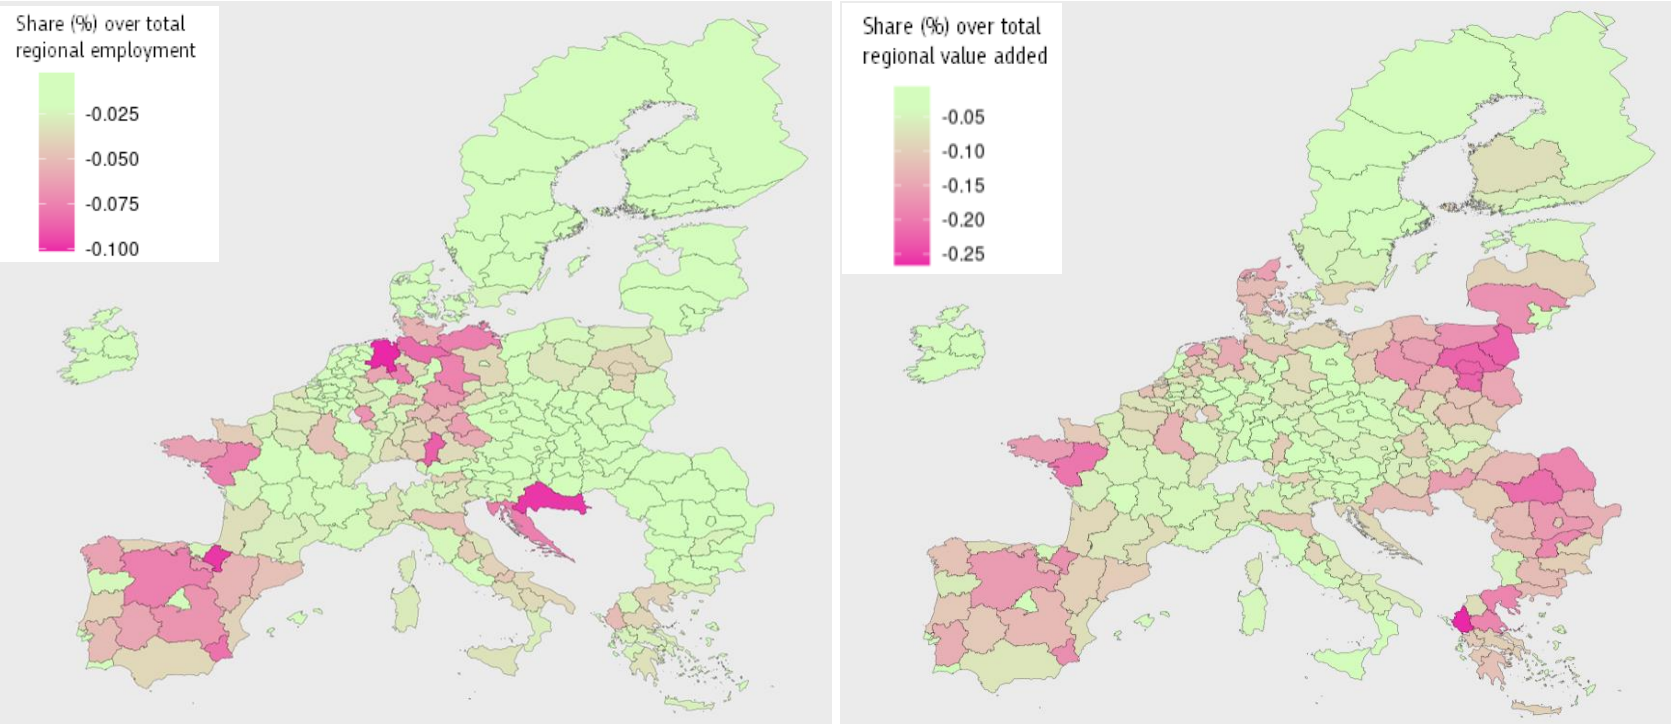 Share (%) over total
regional employment
-0.025
-0.050
-0.075
-0.100
Share (%) over total
regional value added
-0.05
-0.10
-0.15
-0.20
-0.25